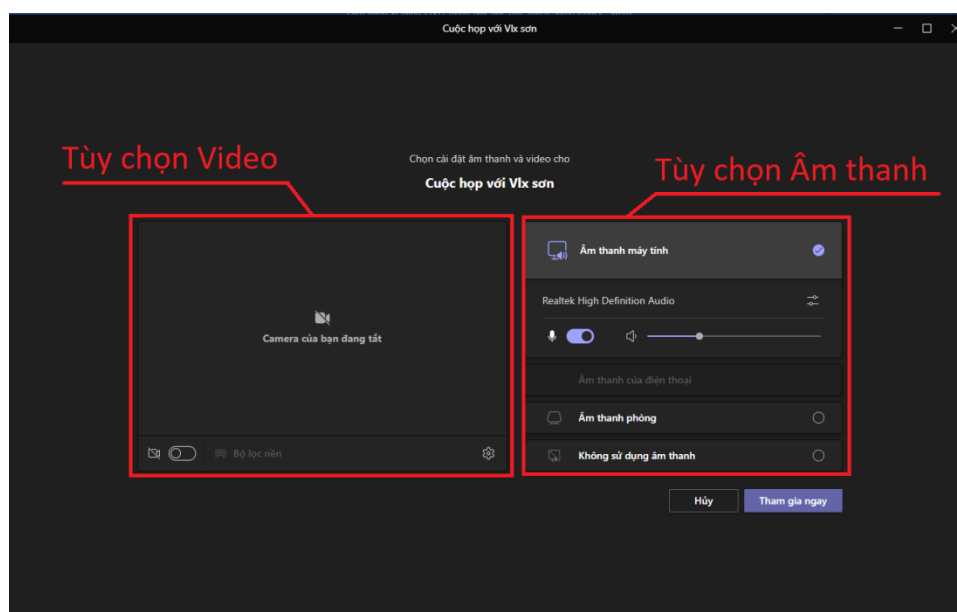 Cuộc họp với Vlx sơn
Tùy chọn Video
Chọn cài đặt âm thanh và video cho
Cuộc họp với Vlx sơn
Tùy chọn Âm thanh
Camera của bạn đang tắt
Bộ lọc nền
Âm thanh máy tính
Realtek High Definition Audio
Âm thanh của điện thoại
Âm thanh phòng
Không sử dụng âm thanh
Hủy
Tham gia ngay